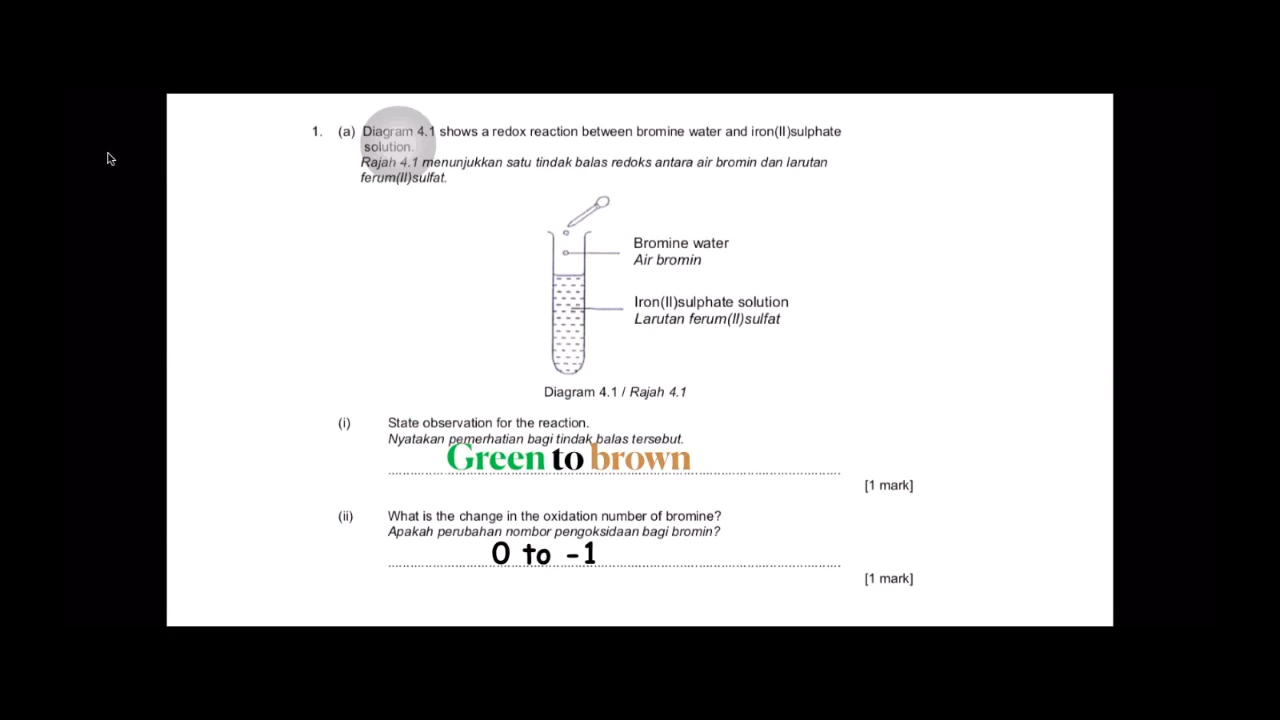 1. (a) Diagram 4.1 shows a redox reaction between bromine water and iron(II)sulphate
solution.
Rajah 4.1 menunjukkan satu tindak balas redoks antara air bromin dan larutan
ferum(II)sulfat.
Bromine water
Air bromin
Iron(II)sulphate solution
Larutan ferum(II)sulfat
Diagram 4.1 / Rajah 4.1
(i) State observation for the reaction.
Nyatakan pemerhatian bagi tindak balas tersebut.
Green to brown
[1 mark]
(ii) What is the change in the oxidation number of bromine?
Apakah perubahan nombor pengoksidaan bagi bromin?
0 to -1
[1 mark]